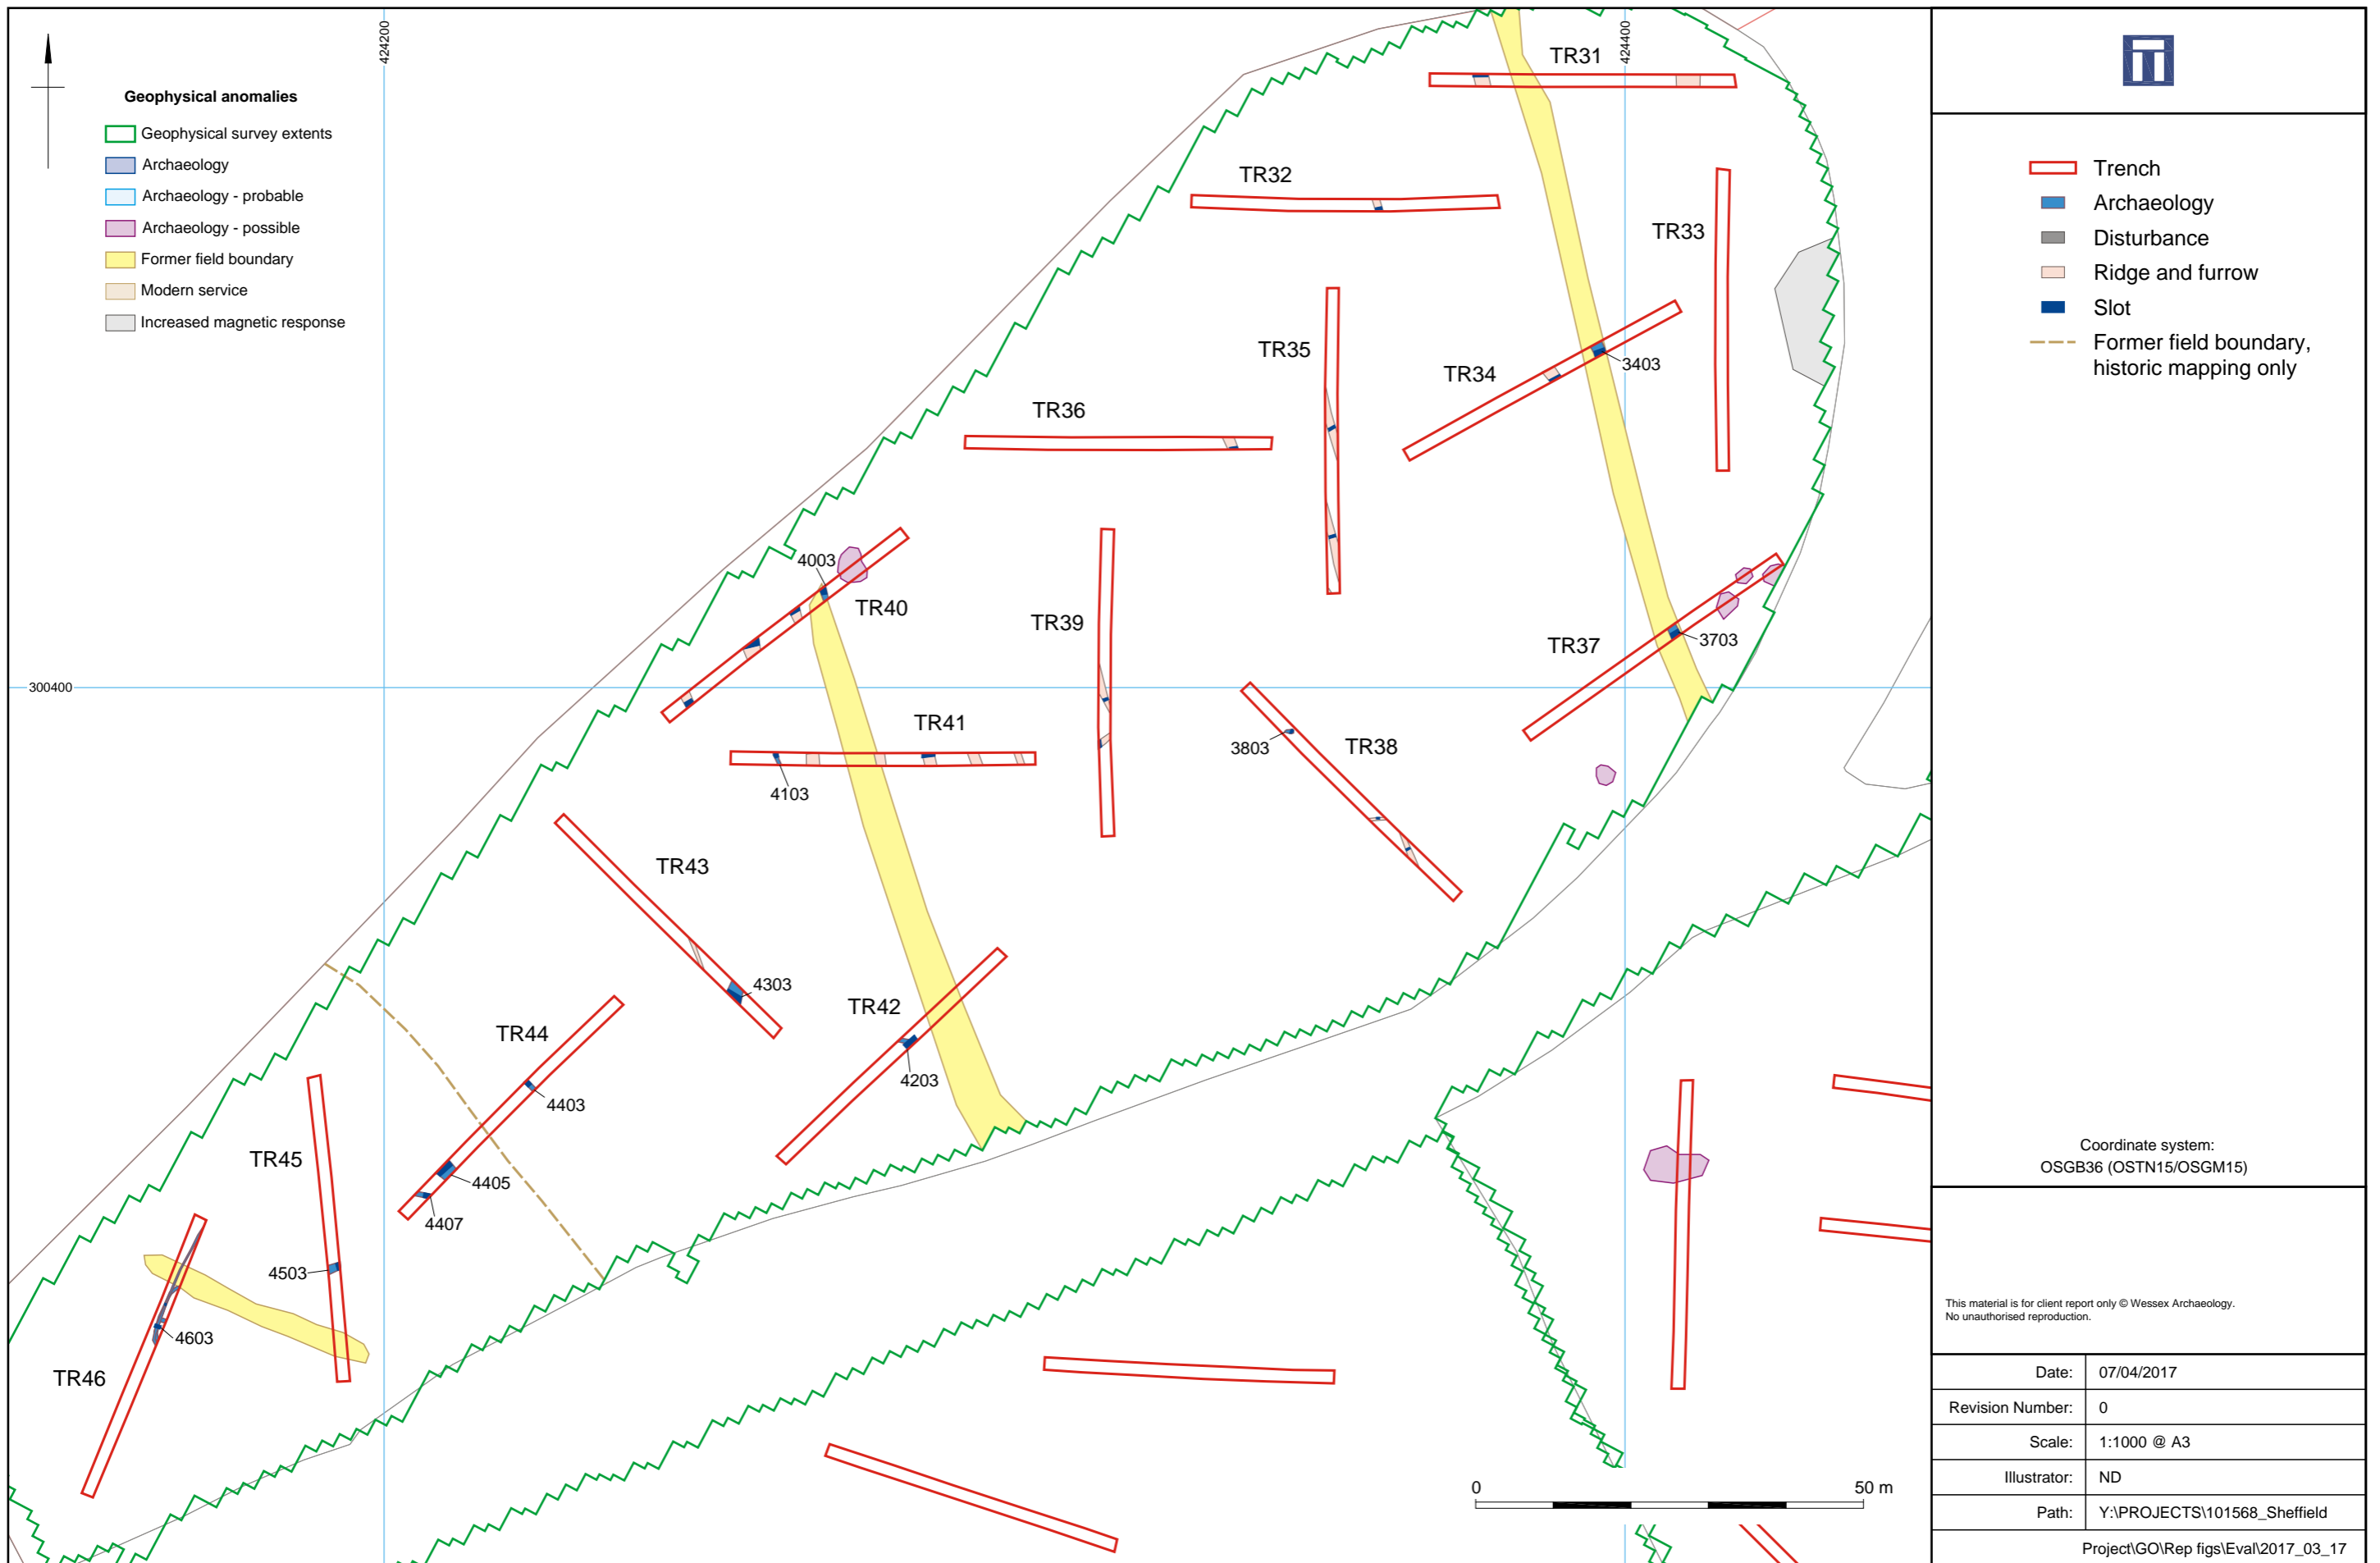 424200
424400
300400
Geophysical anomalies
Geophysical survey extents
Archaeology
Archaeology - probable
Archaeology - possible
Former field boundary
Modern service
Increased magnetic response
TR31
TR32
TR33
TR35
TR34
3403
TR36
4003
TR40
TR39
TR37
3703
TR41
4103
3803
TR38
TR43
4303
TR42
4203
TR44
4403
4405
4407
TR45
4503
4603
TR46
0
50 m
Trench
Archaeology
Disturbance
Ridge and furrow
Slot
Former field boundary,
historic mapping only
Coordinate system:
OSGB36 (OSTN15/OSGM15)
This material is for client report only © Wessex Archaeology.
No unauthorised reproduction.
Date: 07/04/2017
Revision Number: 0
Scale: 1:1000 @ A3
Illustrator: ND
Path: Y:\PROJECTS\101568_Sheffield
Project\GO\Rep figs\Eval\2017_03_17